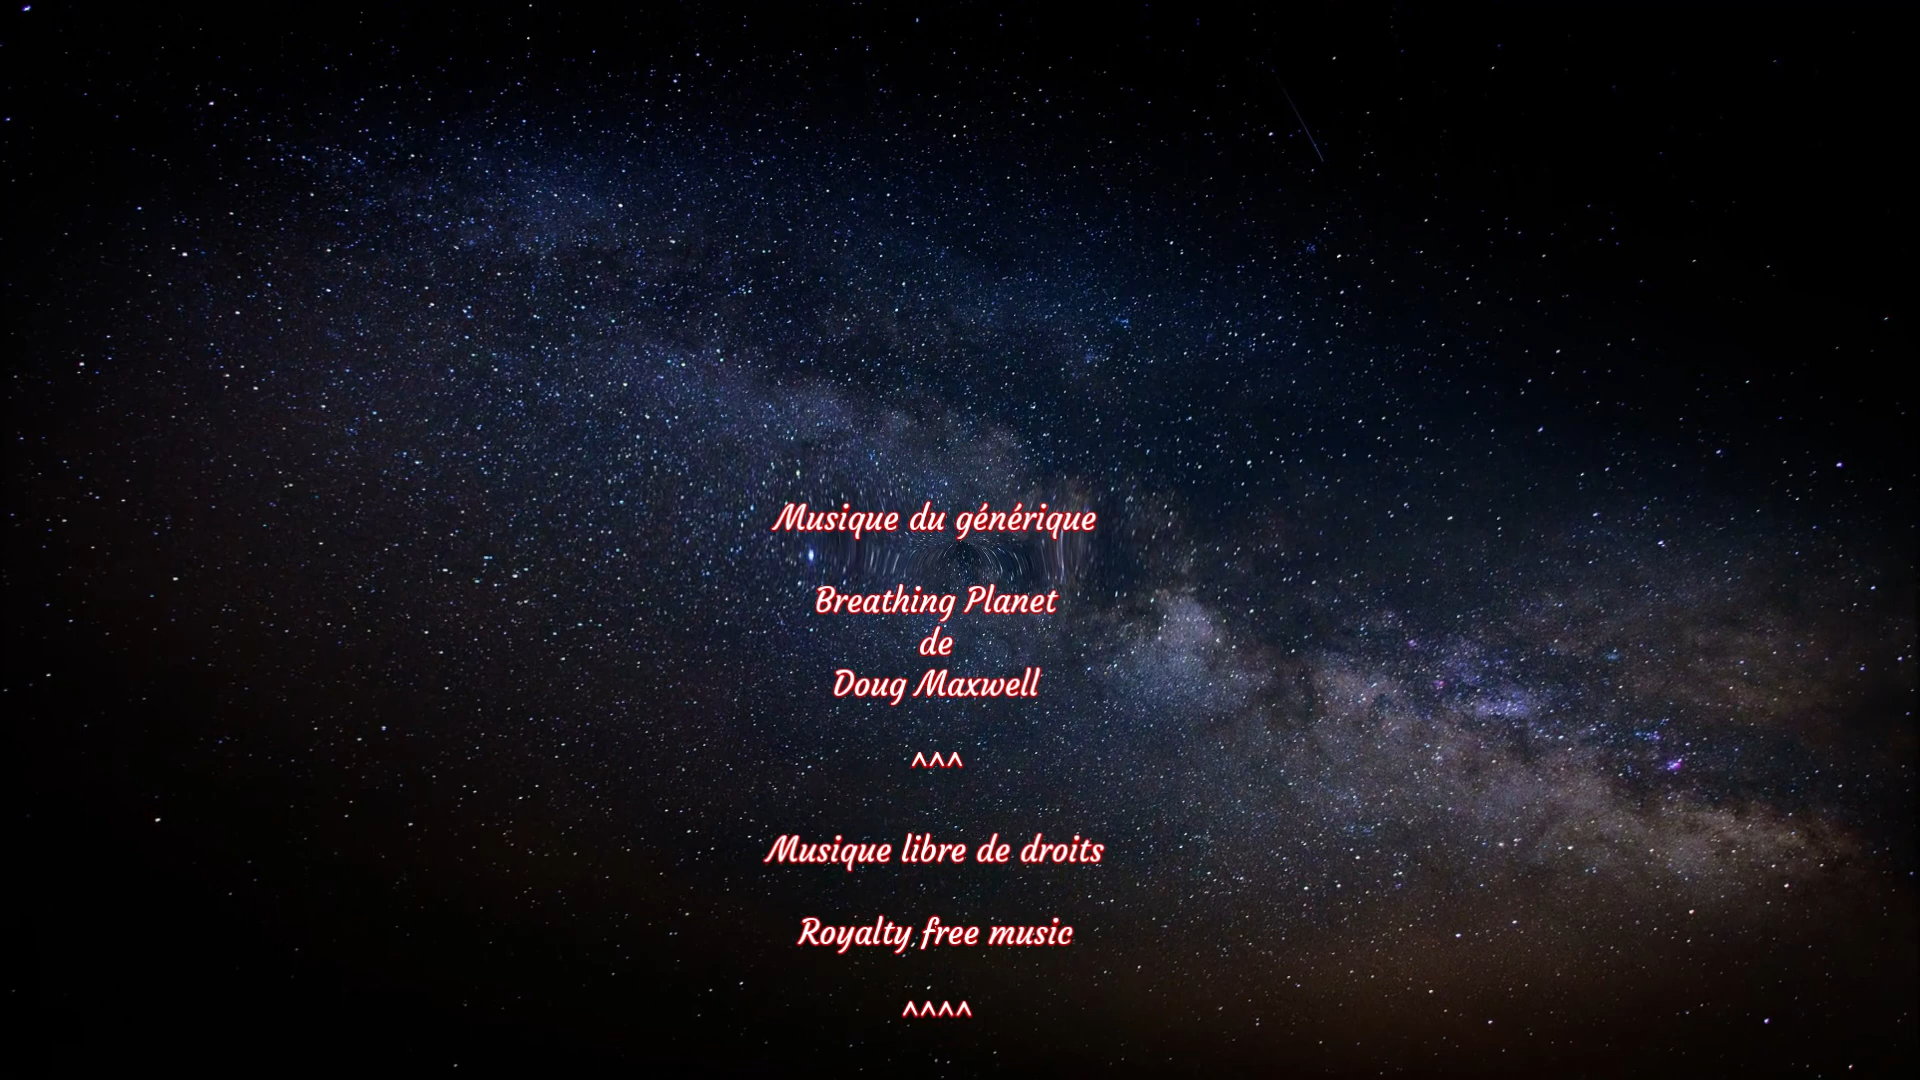 Musique du générique
Breathing Planet
de
Doug Maxwell
^^^
Musique libre de droits
Royalty free music
^^^^